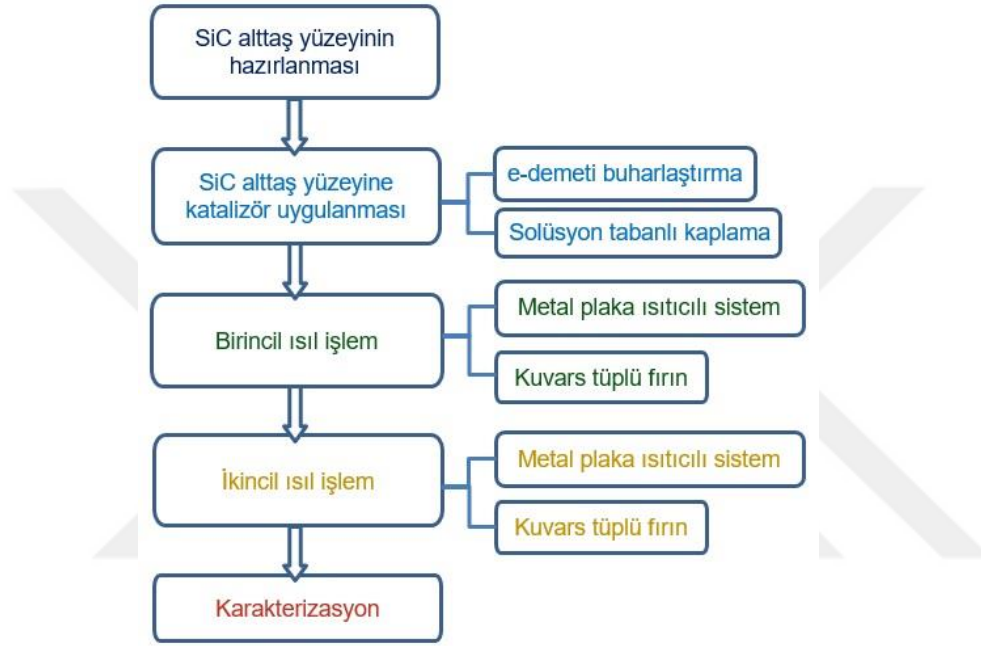 SiC alttaş yüzeyinin
hazırlanması
SiC alttaş yüzeyine
katalizör uygulanması
e-demeti buharlaştırma
Solüsyon tabanlı kaplama
Birincil ısıl işlem
Metal plaka ısıtıcılı sistem
Kuvars tüplü fırın
İkincil ısıl işlem
Metal plaka ısıtıcılı sistem
Kuvars tüplü fırın
Karakterizasyon